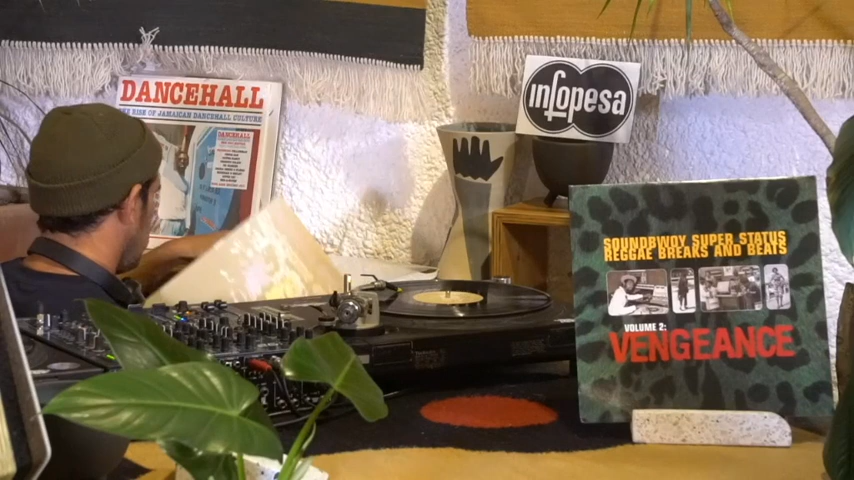 DANCEHALL
THE RISE OF JAMAICAN DANCEHALL CULTURE
DANCEHALL
infopesa
SOUNDBWOY SUPER STATUS
REGGAE BREAKS AND BEATS
VOLUME 2:
VENGEANCE